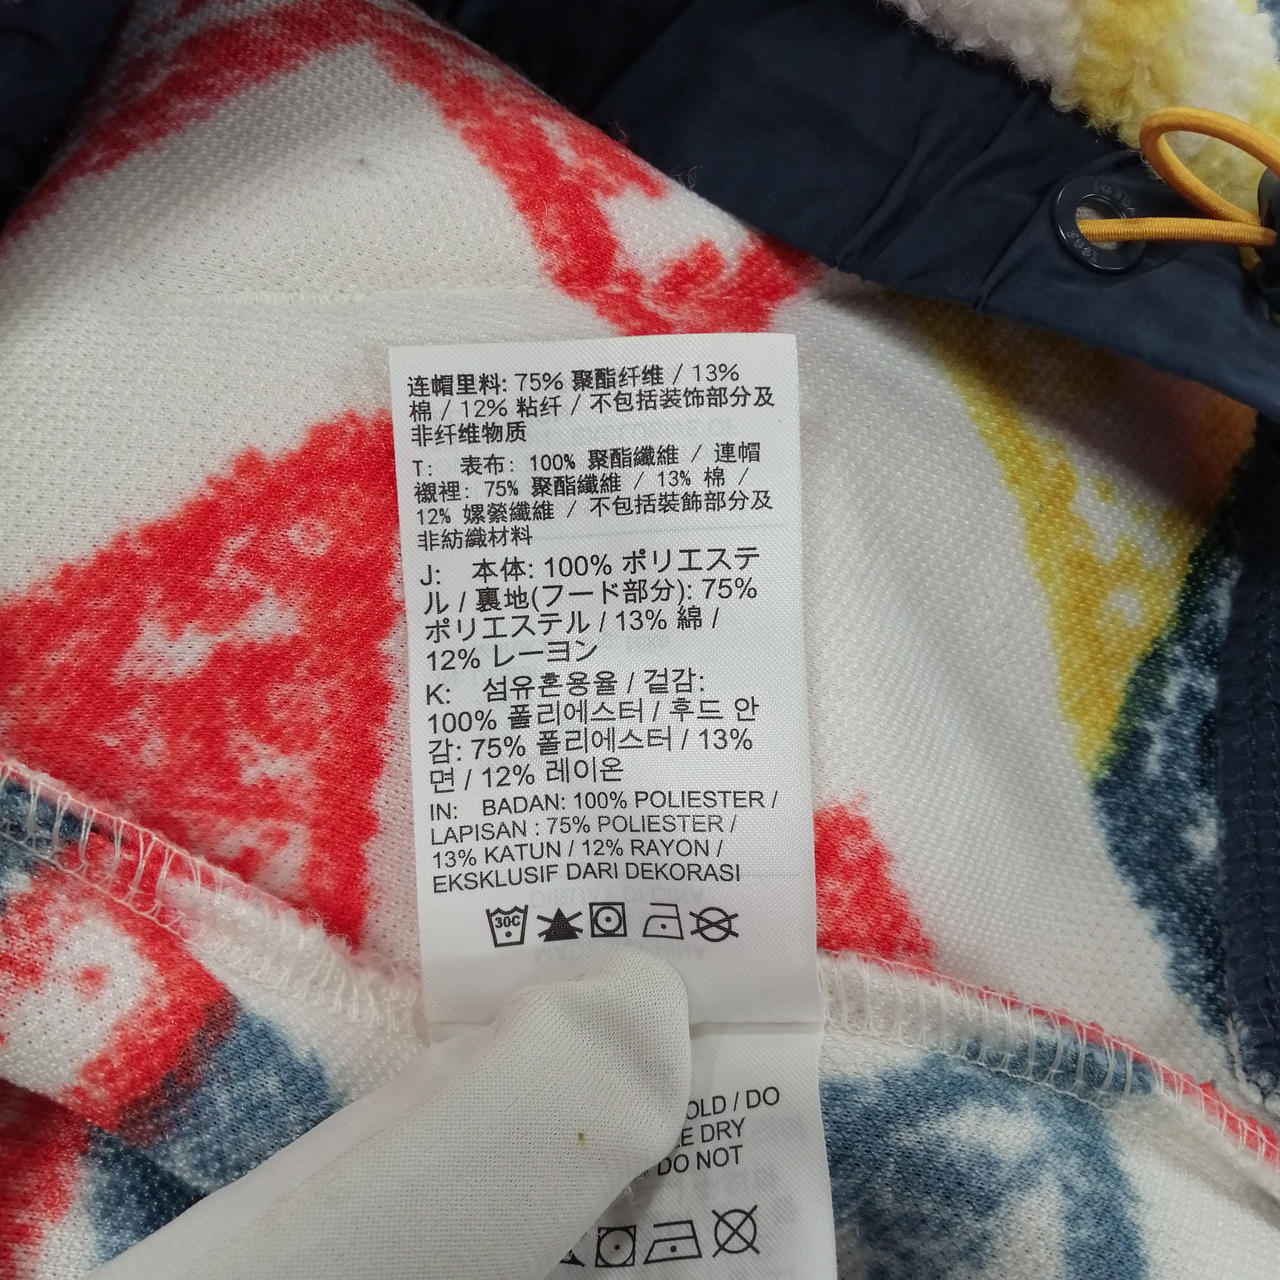 连帽里料: 75% 聚酯纤维 / 13%
棉 / 12% 粘纤 / 不包括装饰部分及
非纤维物质
T: 表布: 100% 聚酯纖維 / 連帽
襯裡: 75% 聚酯纖維 / 13% 棉 /
12% 嫘縈纖維 / 不包括裝飾部分及
非紡織材料
J: 本体: 100% ポリエステ
ル / 裏地(フード部分): 75%
ポリエステル / 13% 綿 /
12% レーヨン
K: 섬유혼용율 / 겉감:
100% 폴리에스터 / 후드 안
감: 75% 폴리에스터 / 13%
면 / 12% 레이온
IN: BADAN: 100% POLIESTER /
LAPISAN : 75% POLIESTER /
13% KATUN / 12% RAYON /
EKSKLUSIF DARI DEKORASI
30C
OLD / DO
E DRY
DO NOT